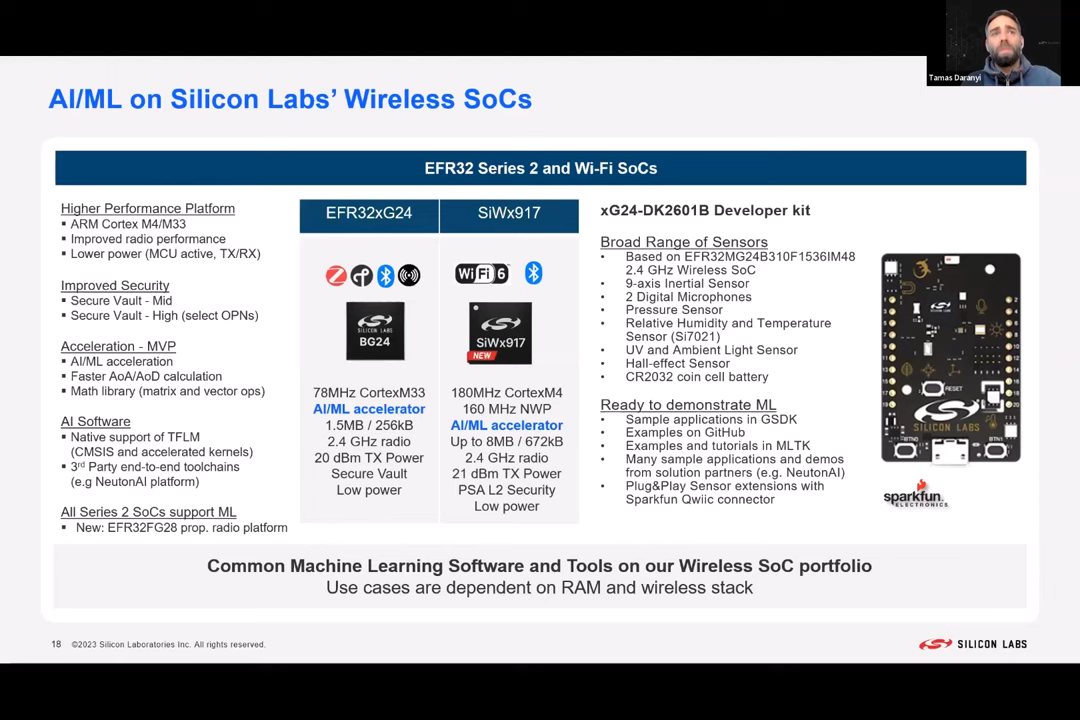 Tamas Daranyi
AI/ML on Silicon Labs' Wireless SoCs
EFR32 Series 2 and Wi-Fi SoCs
Higher Performance Platform
▪ ARM Cortex M4/M33
▪ Improved radio performance
▪ Lower power (MCU active, TX/RX)
Improved Security
▪ Secure Vault - Mid
▪ Secure Vault - High (select OPNs)
Acceleration - MVP
▪ AI/ML acceleration
▪ Faster AoA/AoD calculation
▪ Math library (matrix and vector ops)
AI Software
▪ Native support of TFLM
(CMSIS and accelerated kernels)
▪ 3rd Party end-to-end toolchains
(e.g NeutonAI platform)
All Series 2 SoCs support ML
▪ New: EFR32FG28 prop. radio platform
EFR32xG24
SILICON LABS
BG24
78MHz CortexM33
AI/ML accelerator
1.5MB / 256kB
2.4 GHz radio
20 dBm TX Power
Secure Vault
Low power
SiWx917
WiFi 6
SILICON LABS
SiWx917
NEW
180MHz CortexM4
160 MHz NWP
AI/ML accelerator
Up to 8MB / 672kB
2.4 GHz radio
21 dBm TX Power
PSA L2 Security
Low power
xG24-DK2601B Developer kit
Broad Range of Sensors
• Based on EFR32MG24B310F1536IM48
2.4 GHz Wireless SoC
• 9-axis Inertial Sensor
• 2 Digital Microphones
• Pressure Sensor
• Relative Humidity and Temperature
Sensor (Si7021)
• UV and Ambient Light Sensor
• Hall-effect Sensor
• CR2032 coin cell battery
Ready to demonstrate ML
• Sample applications in GSDK
• Examples on GitHub
• Examples and tutorials in MLTK
• Many sample applications and demos
from solution partners (e.g. NeutonAI)
• Plug&Play Sensor extensions with
Sparkfun Qwiic connector
RESET
SILICON LABS
BTN0
BTN1
sparkfun
ELECTRONICS
Common Machine Learning Software and Tools on our Wireless SoC portfolio
Use cases are dependent on RAM and wireless stack
18 ©2023 Silicon Laboratories Inc. All rights reserved.
SILICON LABS